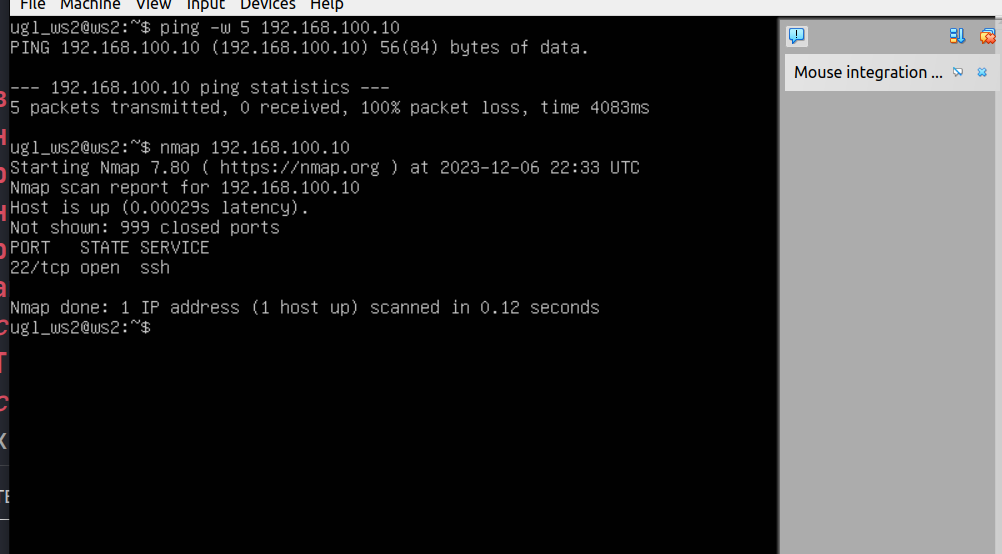 File Machine View Input Devices Help
ugl_ws2@ws2:~$ ping -w 5 192.168.100.10
PING 192.168.100.10 (192.168.100.10) 56(84) bytes of data.
--- 192.168.100.10 ping statistics ---
5 packets transmitted, 0 received, 100% packet loss, time 4083ms
ugl_ws2@ws2:~$ nmap 192.168.100.10
Starting Nmap 7.80 ( https://nmap.org ) at 2023-12-06 22:33 UTC
Nmap scan report for 192.168.100.10
Host is up (0.00029s latency).
Not shown: 999 closed ports
PORT   STATE SERVICE
22/tcp open  ssh
Nmap done: 1 IP address (1 host up) scanned in 0.12 seconds
ugl_ws2@ws2:~$
Mouse integration ...